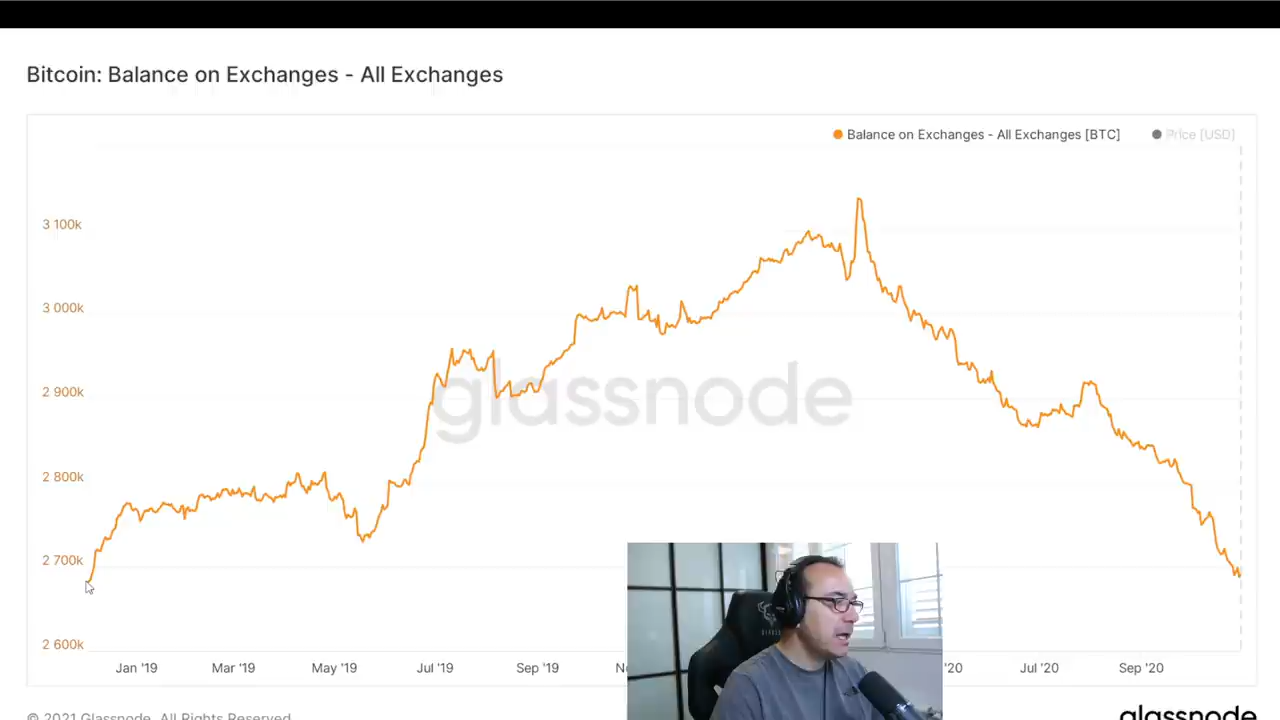 Bitcoin: Balance on Exchanges - All Exchanges
Balance on Exchanges - All Exchanges [BTC] Price [USD]
3 100k
3 000k
2 900k
glassnode
2 800k
2 700k
2 600k
Jan '19 Mar '19 May '19 Jul '19 Sep '19 '20 Jul '20 Sep '20
© 2021 Glassnode. All Rights Reserved
glassnode